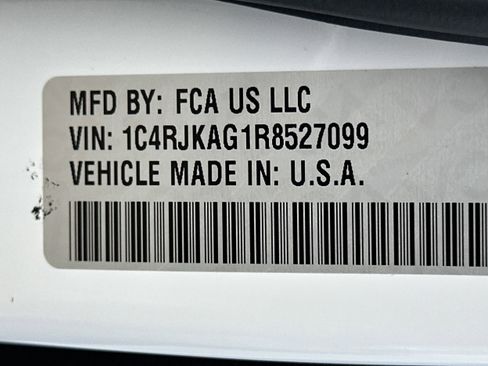 MFD BY: FCA US LLC
VIN: 1C4RJKAG1R8527099
VEHICLE MADE IN: U.S.A.